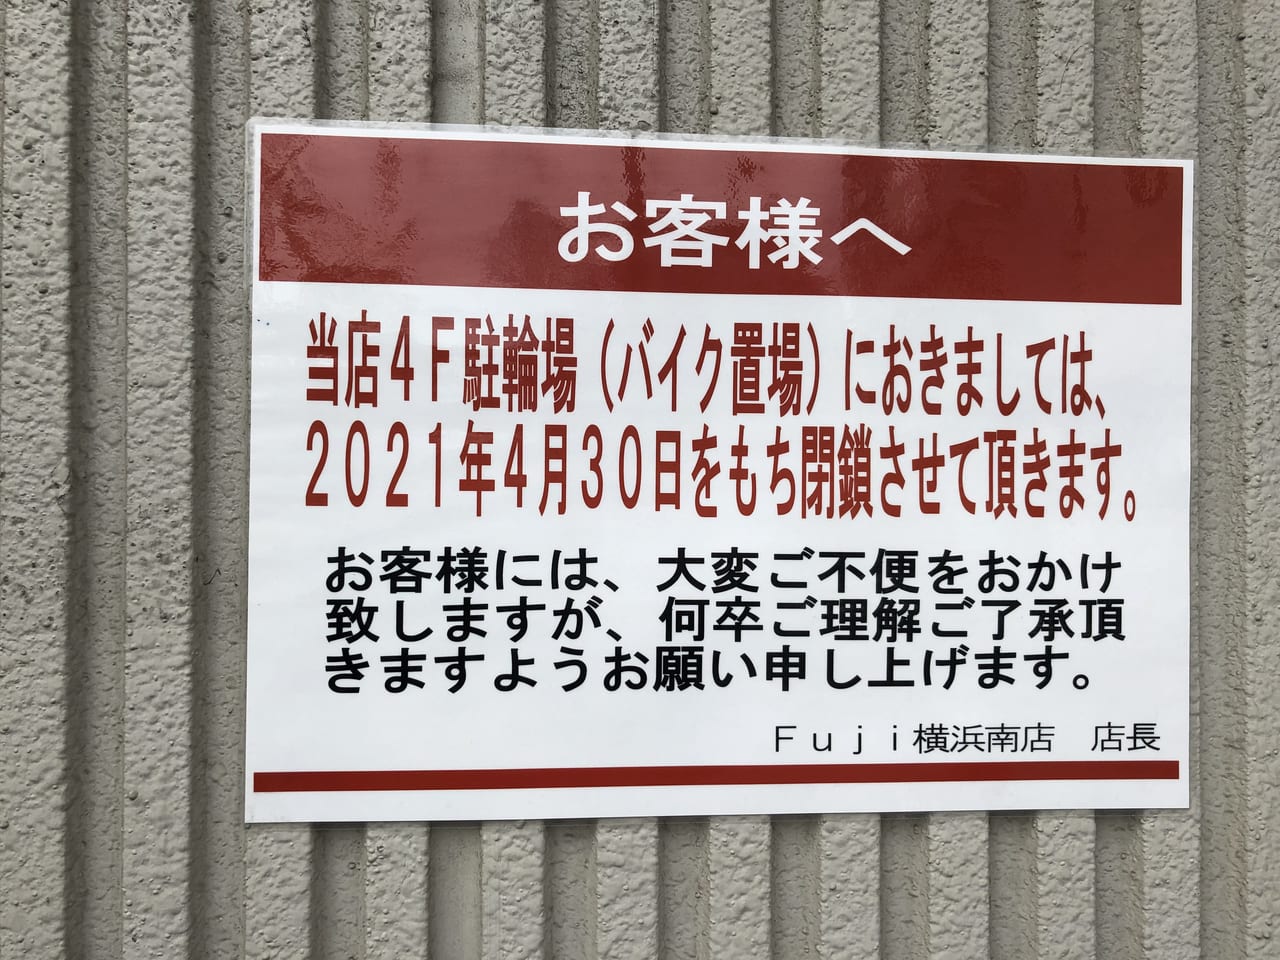 お客様へ
当店４Ｆ駐輪場（バイク置場）におきましては、
２０２１年４月３０日をもち閉鎖させて頂きます。
お客様には、大変ご不便をおかけ
致しますが、何卒ご理解ご了承頂
きますようお願い申し上げます。
Ｆｕｊｉ横浜南店　店長